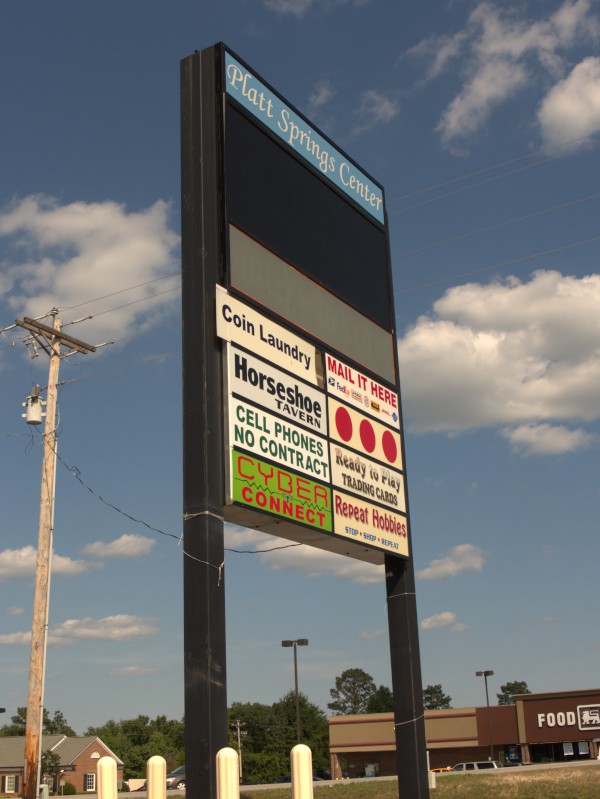 Platt Springs Center
Coin Laundry
MAIL IT HERE
FedEx
Horseshoe
TAVERN
CELL PHONES
NO CONTRACT
Ready to Play
TRADING CARDS
CYBER
CONNECT
Repeat Hobbies
STOP • SHOP • REPEAT
FOOD